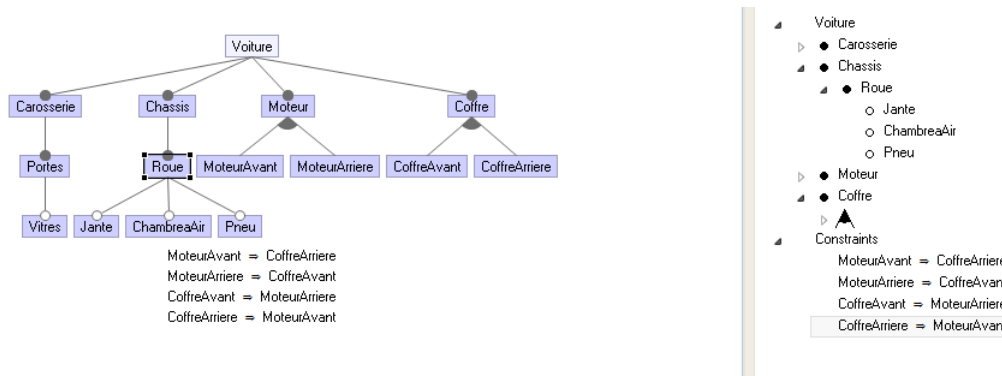 Voiture
Carosserie Chassis Moteur Coffre
Portes Roue MoteurAvant MoteurArriere CoffreAvant CoffreArriere
Vitres Jante ChambreaAir Pneu
MoteurAvant ⇒ CoffreArriere
MoteurArriere ⇒ CoffreAvant
CoffreAvant ⇒ MoteurArriere
CoffreArriere ⇒ MoteurAvant
Voiture
Carosserie
Chassis
Roue
Jante
ChambreaAir
Pneu
Moteur
Coffre
Constraints
MoteurAvant ⇒ CoffreArriere
MoteurArriere ⇒ CoffreAvan
CoffreAvant ⇒ MoteurArriere
CoffreArriere ⇒ MoteurAvan